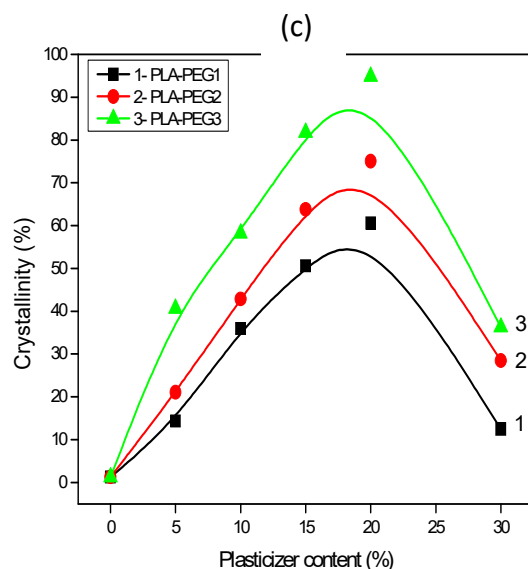 (c)
100
90
80
70
60
50
40
30
20
10
0
Crystallinity (%)
1- PLA-PEG1
2- PLA-PEG2
3- PLA-PEG3
3
2
1
0 5 10 15 20 25 30
Plasticizer content (%)